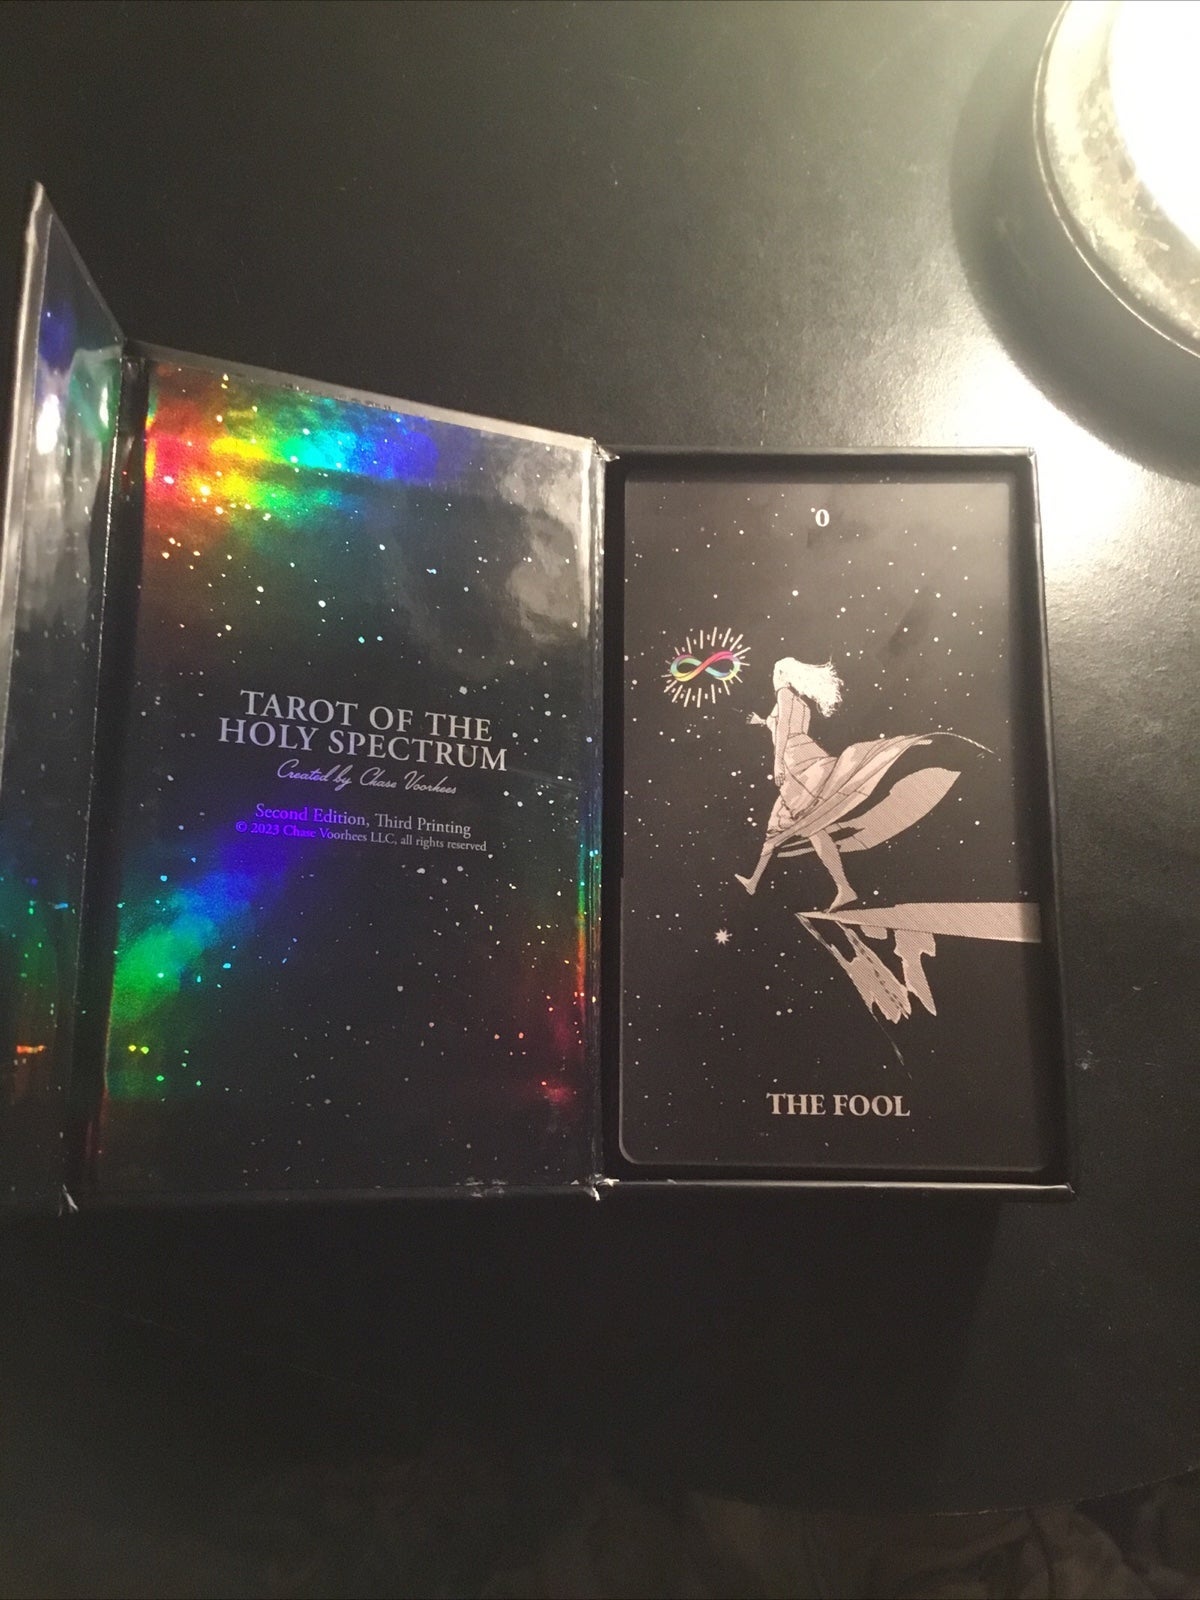 TAROT OF THE
HOLY SPECTRUM
Created by Chase Voorhees
Second Edition, Third Printing
© 2023 Chase Voorhees LLC, all rights reserved
0
THE FOOL